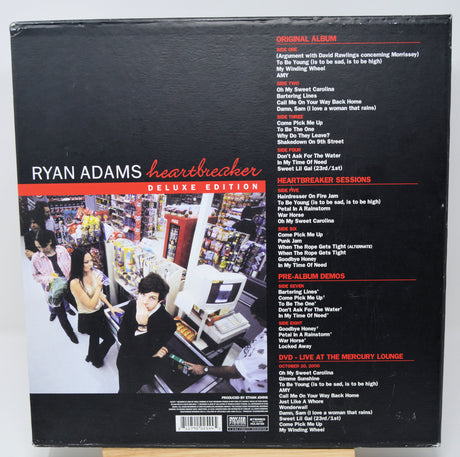 RYAN ADAMS heartbreaker
DELUXE EDITION
PRODUCED BY ETHAN JOHNS
ORIGINAL ALBUM
SIDE ONE
(Argument with David Rawlings concerning Morrissey)
To Be Young (is to be sad, is to be high)
My Winding Wheel
AMY
SIDE TWO
Oh My Sweet Carolina
Bartering Lines
Call Me On Your Way Back Home
Damn, Sam (I love a woman that rains)
SIDE THREE
Come Pick Me Up
To Be The One
Why Do They Leave?
Shakedown On 9th Street
SIDE FOUR
Don't Ask For The Water
In My Time Of Need
Sweet Lil Gal (23rd/1st)
HEARTBREAKER SESSIONS
SIDE FIVE
Hairdresser On Fire Jam
To Be Young (is to be sad, is to be high)
Petal In A Rainstorm
War Horse
Oh My Sweet Carolina
SIDE SIX
Come Pick Me Up
Punk Jam
When The Rope Gets Tight (ALTERNATE)
When The Rope Gets Tight
Goodbye Honey
In My Time Of Need
PRE-ALBUM DEMOS
SIDE SEVEN
Bartering Lines*
Come Pick Me Up*
To Be The One*
Don't Ask For The Water*
In My Time Of Need*
SIDE EIGHT
Goodbye Honey*
Petal In A Rainstorm*
War Horse*
Locked Away
DVD - LIVE AT THE MERCURY LOUNGE
OCTOBER 20, 2000
Oh My Sweet Carolina
Gimme Sunshine
To Be Young (is to be sad, is to be high)
AMY
Call Me On Your Way Back Home
Just Like A Whore
Wonderwall
Damn, Sam (I love a woman that rains)
Sweet Lil Gal (23rd/1st)
Come Pick Me Up
My Winding Wheel